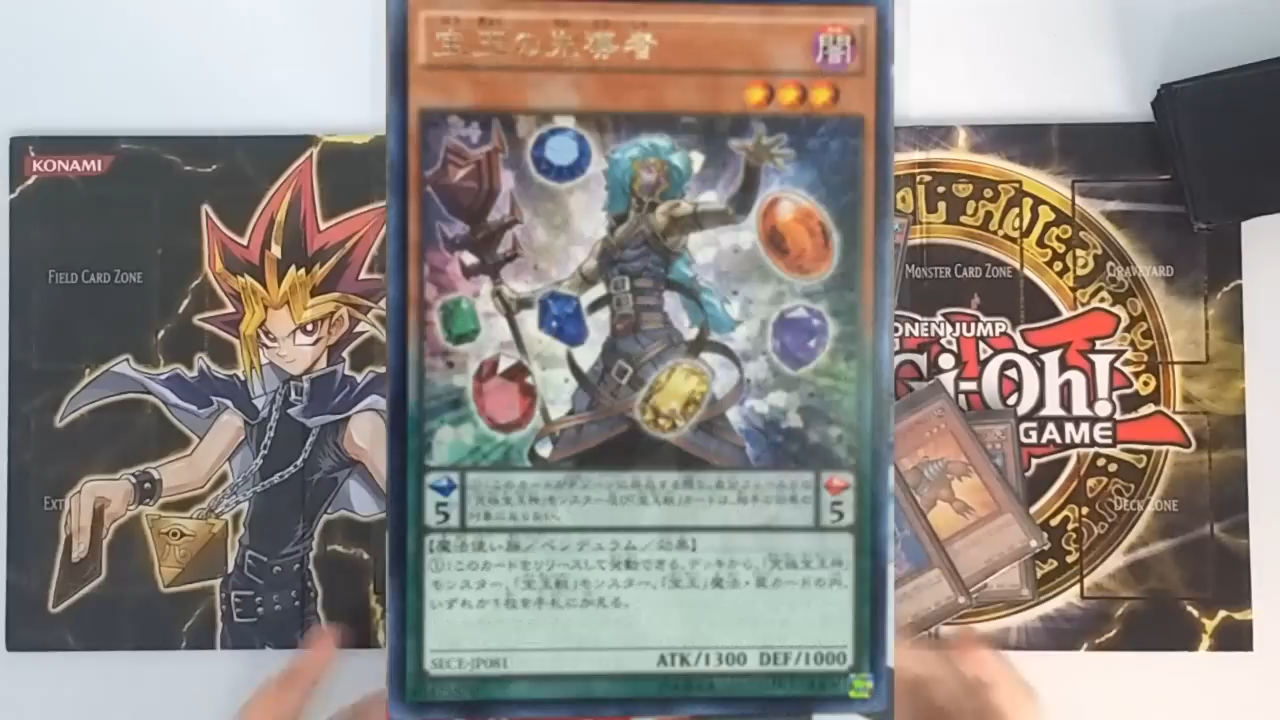 宝玉の先導者
闇
KONAMI
FIELD CARD ZONE
MONSTER CARD ZONE
GRAVEYARD
ONEN JUMP
Gi-Oh!
GAME
EXT
DECK ZONE
5
5
【魔法使い族／ペンデュラム／効果】
①：このカードをリリースして発動できる。デッキから、「究極宝玉神」
モンスター、「宝玉獣」モンスター、「宝玉」魔法・罠カードの内、
いずれか１枚を手札に加える。
SECE-JP081
ATK/1300 DEF/1000